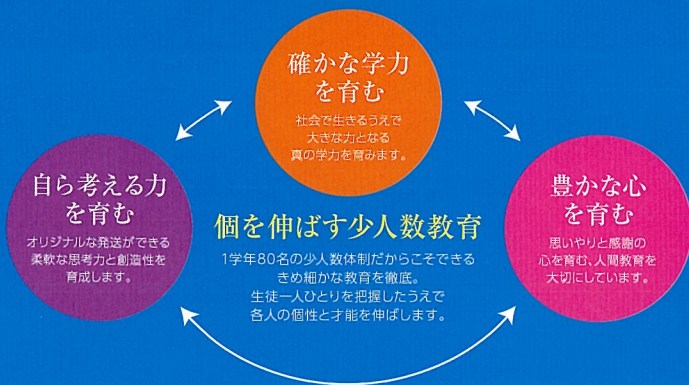 確かな学力
を育む
社会で生きるうえで
大きな力となる
真の学力を育みます。
自ら考える力
を育む
オリジナルな発送ができる
柔軟な思考力と創造性を
育成します。
豊かな心
を育む
思いやりと感謝の
心を育む、人間教育を
大切にしています。
個を伸ばす少人数教育
1学年80名の少人数体制だからこそできる
きめ細かな教育を徹底。
生徒一人ひとりを把握したうえで
各人の個性と才能を伸ばします。